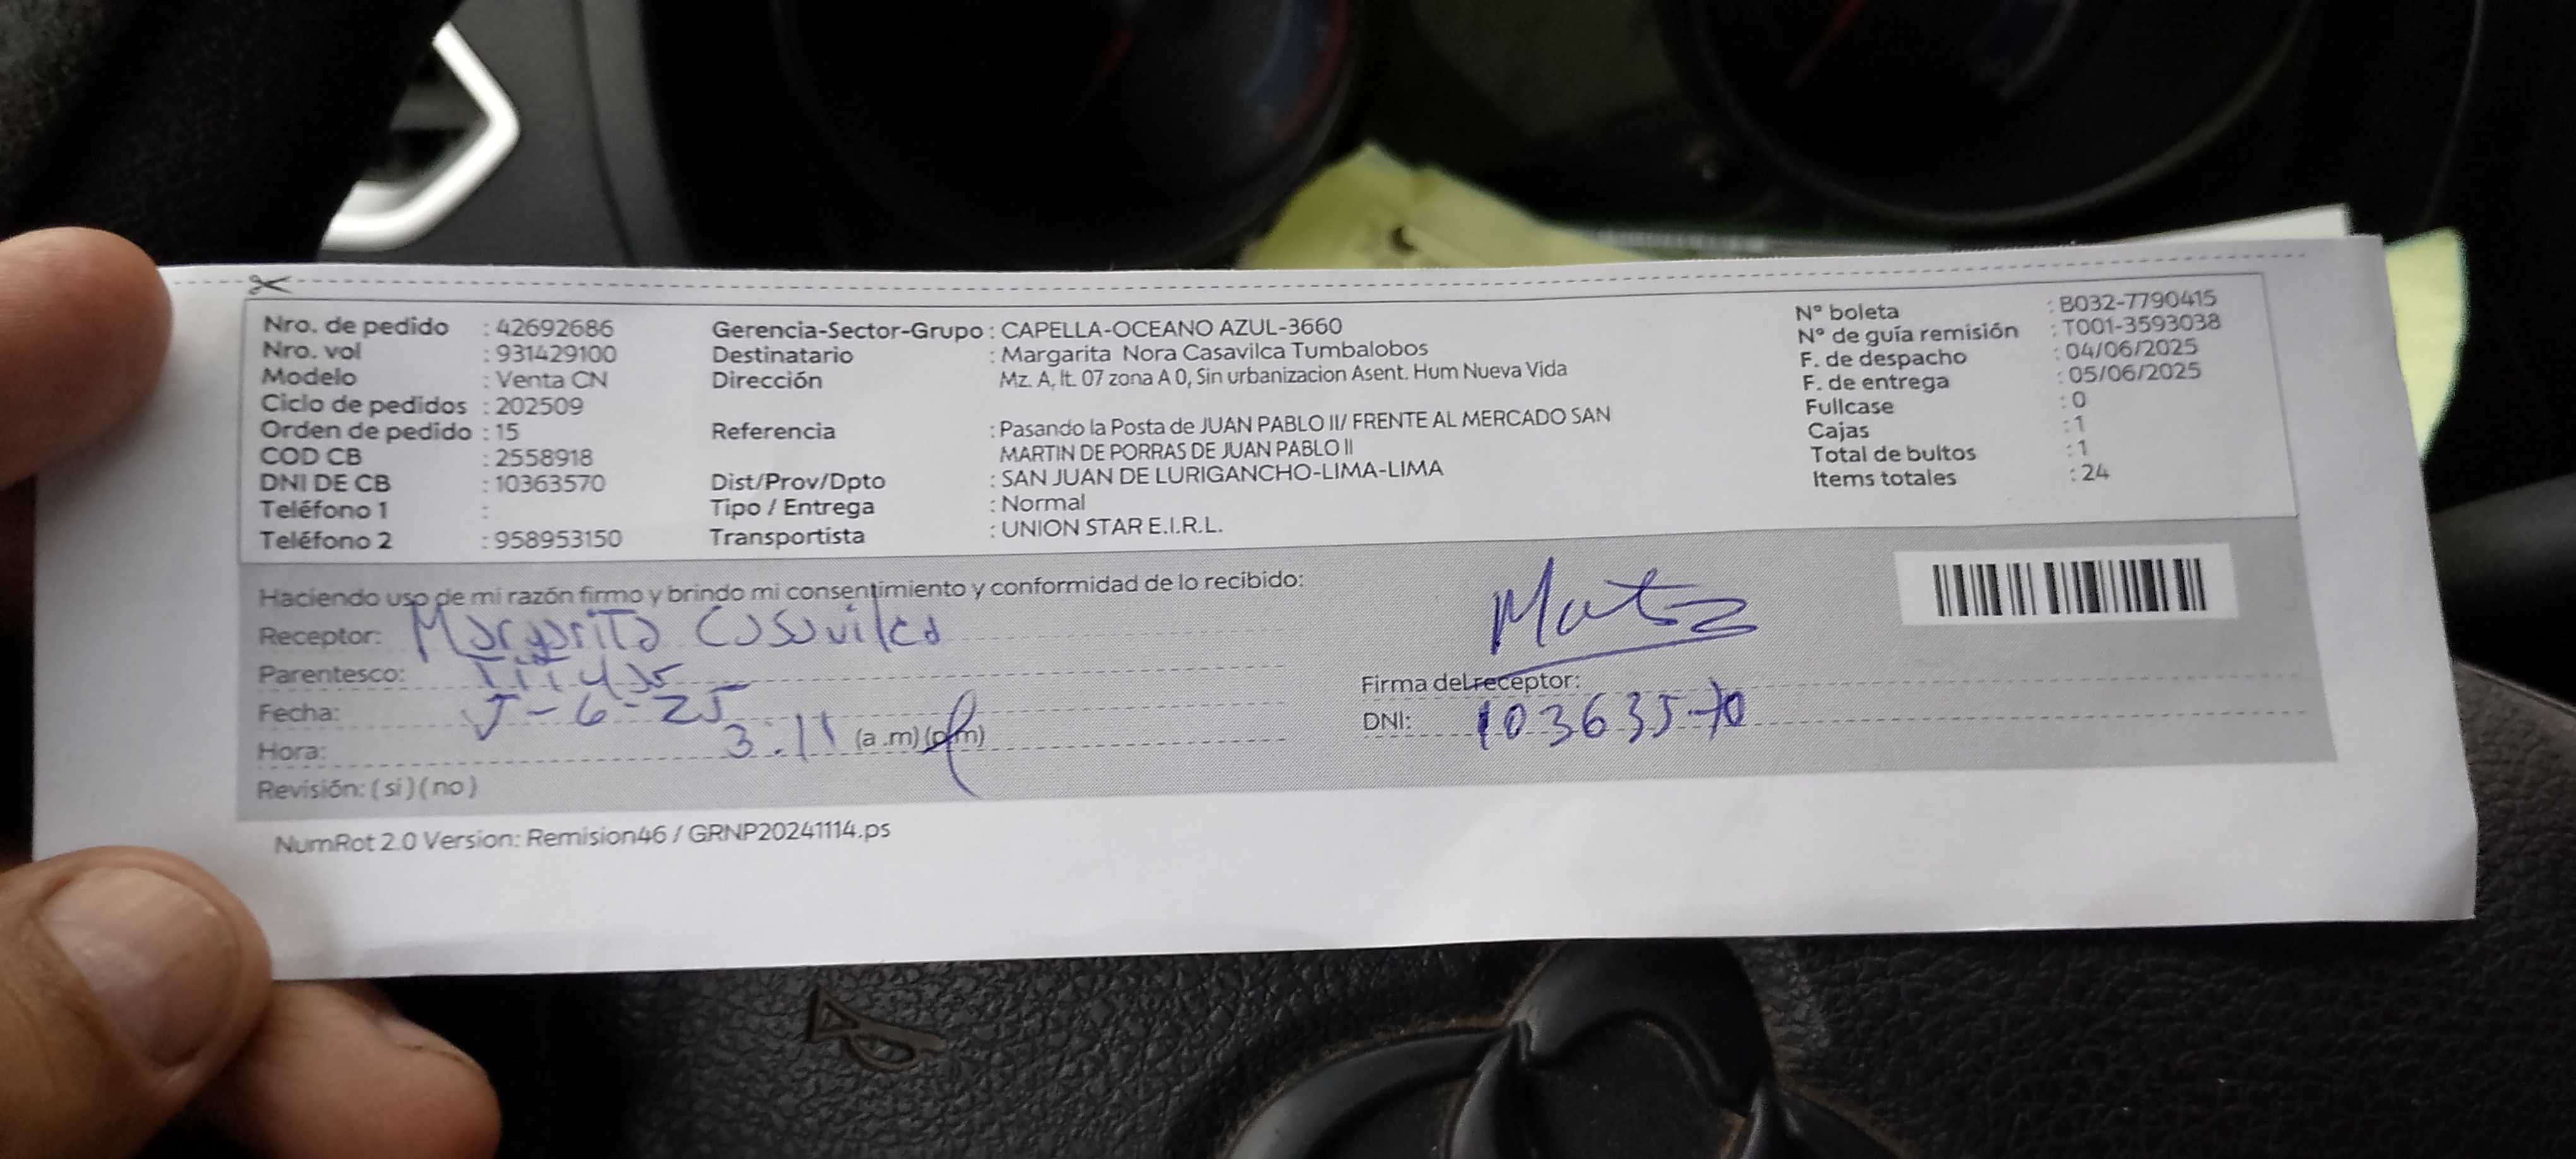 Nro. de pedido : 42692686
Nro. vol : 931429100
Modelo : Venta CN
Ciclo de pedidos : 202509
Orden de pedido : 15
COD CB : 2558918
DNI DE CB : 10363570
Teléfono 1 :
Teléfono 2 : 958953150
Gerencia-Sector-Grupo : CAPELLA-OCEANO AZUL-3660
Destinatario : Margarita Nora Casavilca Tumbalobos
Dirección Mz. A, lt. 07 zona A 0, Sin urbanizacion Asent. Hum Nueva Vida
Referencia : Pasando la Posta de JUAN PABLO II/ FRENTE AL MERCADO SAN
MARTIN DE PORRAS DE JUAN PABLO II
Dist/Prov/Dpto : SAN JUAN DE LURIGANCHO-LIMA-LIMA
Tipo / Entrega : Normal
Transportista : UNION STAR E.I.R.L.
Nº boleta : B032-7790415
Nº de guía remisión : T001-3593038
F. de despacho : 04/06/2025
F. de entrega : 05/06/2025
Fullcase : 0
Cajas : 1
Total de bultos : 1
Items totales : 24
Haciendo uso de mi razón firmo y brindo mi consentimiento y conformidad de lo recibido:
Receptor: Margarita Casavilca
Parentesco:
Fecha: 5-6-25
Hora: 3.11 (a .m) (p.m)
Revisión: ( si ) ( no )
Firma del receptor:
DNI: 10363570
NumRot 2.0 Version: Remision46 / GRNP20241114.ps